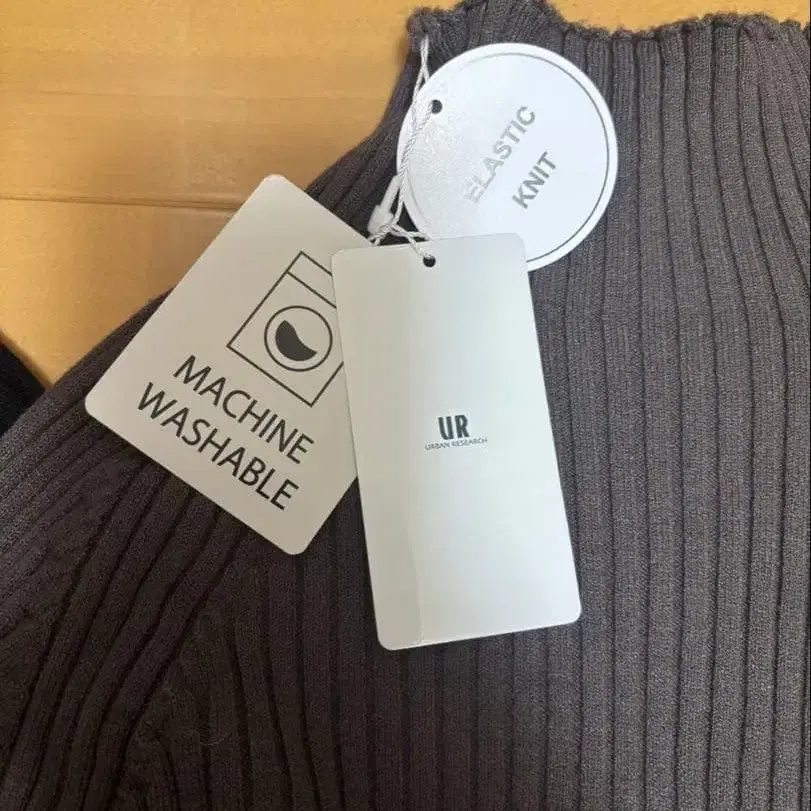 ELASTIC
KNIT
MACHINE
WASHABLE
UR
URBAN RESEARCH